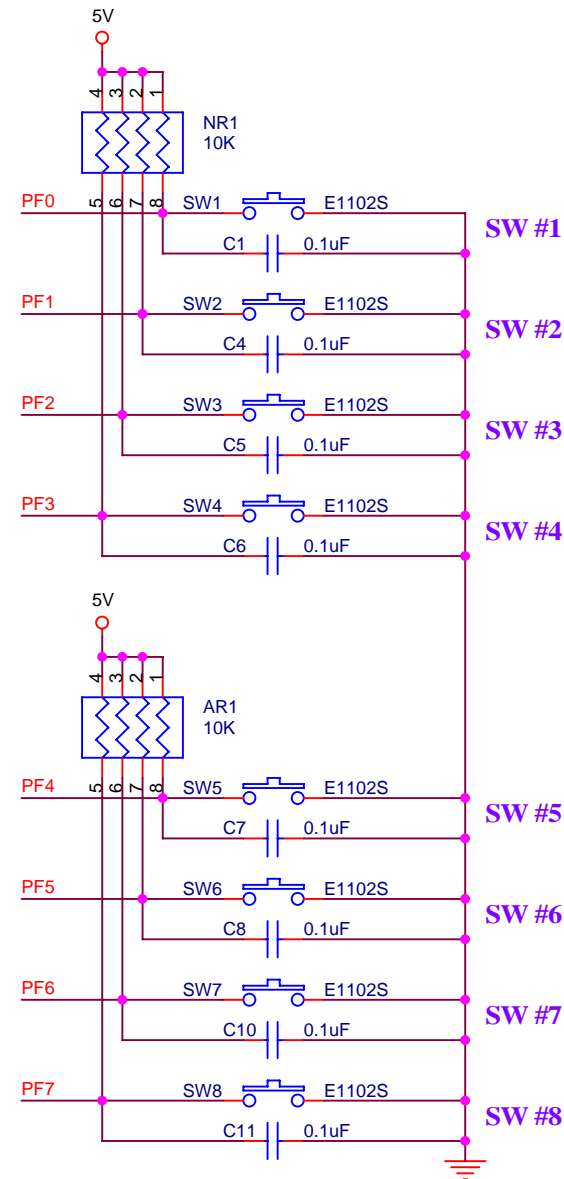 5V
4 3 2 1
NR1
10K
5 6 7 8
PF0 SW1 E1102S
SW #1
C1 0.1uF
PF1 SW2 E1102S
SW #2
C4 0.1uF
PF2 SW3 E1102S
SW #3
C5 0.1uF
PF3 SW4 E1102S
SW #4
C6 0.1uF
5V
4 3 2 1
AR1
10K
5 6 7 8
PF4 SW5 E1102S
SW #5
C7 0.1uF
PF5 SW6 E1102S
SW #6
C8 0.1uF
PF6 SW7 E1102S
SW #7
C10 0.1uF
PF7 SW8 E1102S
SW #8
C11 0.1uF